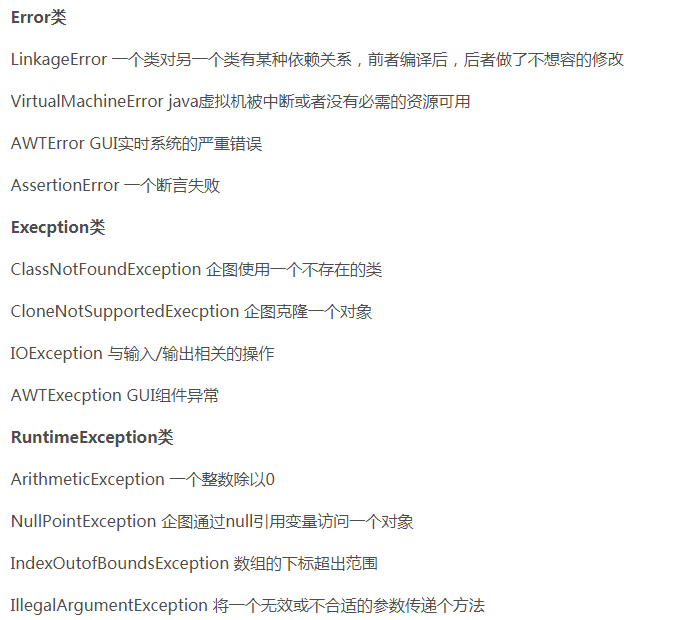 Error类
LinkageError 一个类对另一个类有某种依赖关系，前者编译后，后者做了不想容的修改
VirtualMachineError java虚拟机被中断或者没有必需的资源可用
AWTError GUI实时系统的严重错误
AssertionError 一个断言失败
Execption类
ClassNotFoundException 企图使用一个不存在的类
CloneNotSupportedExecption 企图克隆一个对象
IOException 与输入/输出相关的操作
AWTExecption GUI组件异常
RuntimeException类
ArithmeticException 一个整数除以0
NullPointException 企图通过null引用变量访问一个对象
IndexOutofBoundsException 数组的下标超出范围
IllegalArgumentException 将一个无效或不合适的参数传递个方法